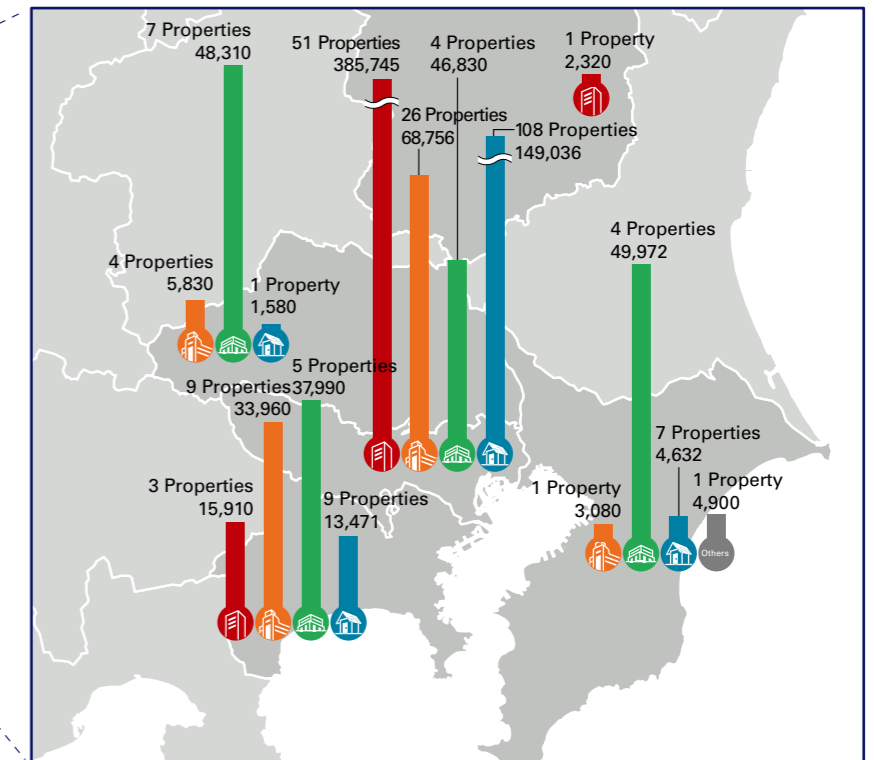 7 Properties
48,310
51 Properties
385,745
4 Properties
46,830
1 Property
2,320
26 Properties
68,756
108 Properties
149,036
4 Properties
49,972
4 Properties
5,830
1 Property
1,580
5 Properties
37,990
9 Properties
33,960
7 Properties
4,632
3 Properties
15,910
9 Properties
13,471
1 Property
3,080
1 Property
4,900
Others